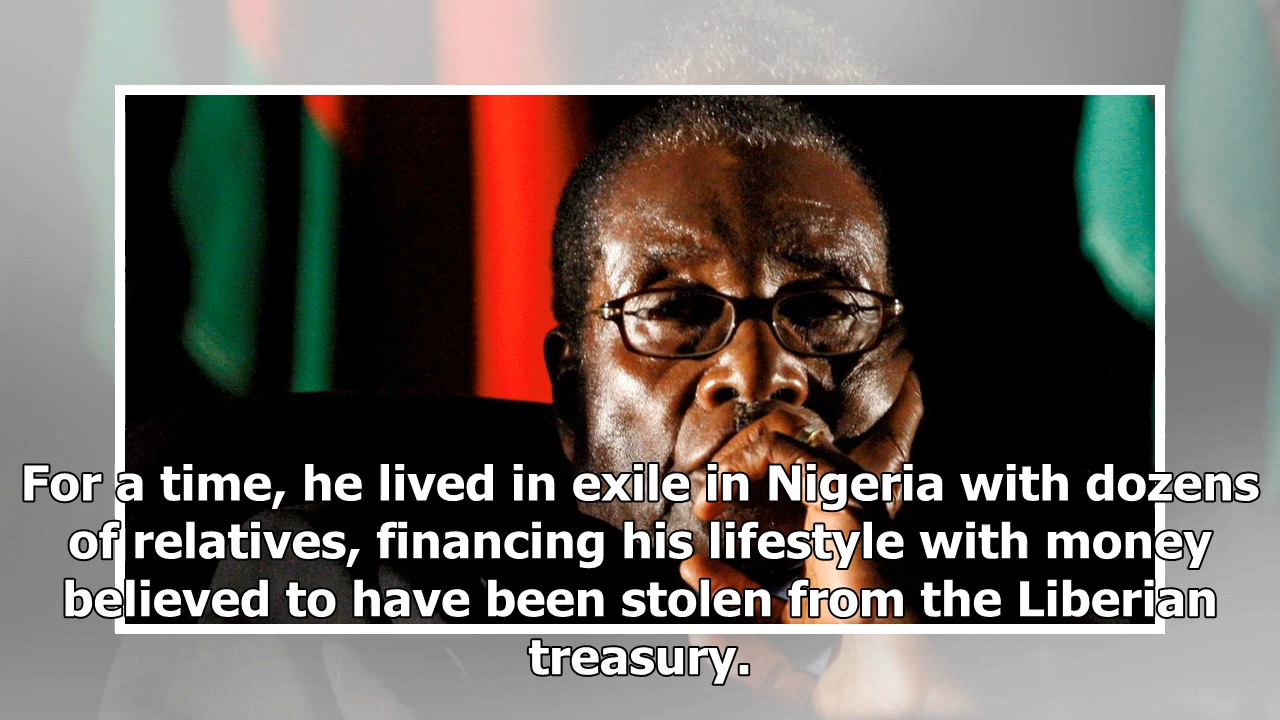 For a time, he lived in exile in Nigeria with dozens
of relatives, financing his lifestyle with money
believed to have been stolen from the Liberian
treasury.